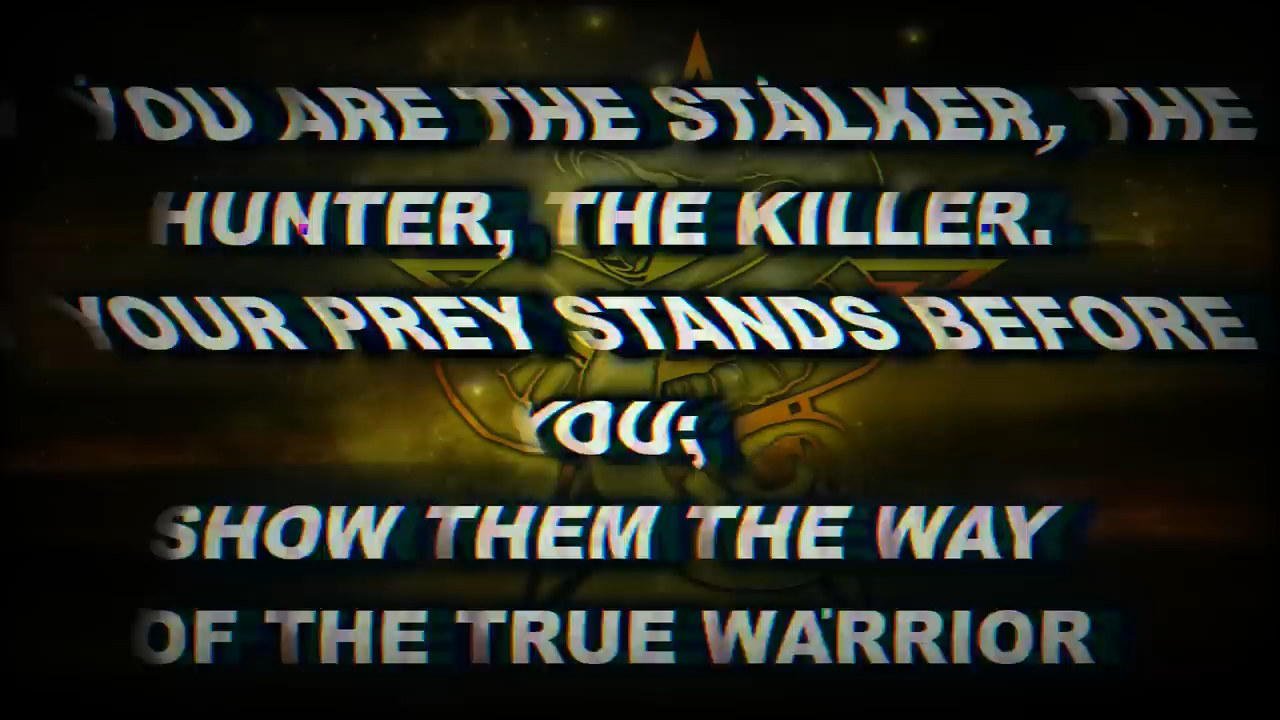 YOU ARE THE STALKER, THE
HUNTER, THE KILLER.
YOUR PREY STANDS BEFORE
YOU;
SHOW THEM THE WAY
OF THE TRUE WARRIOR